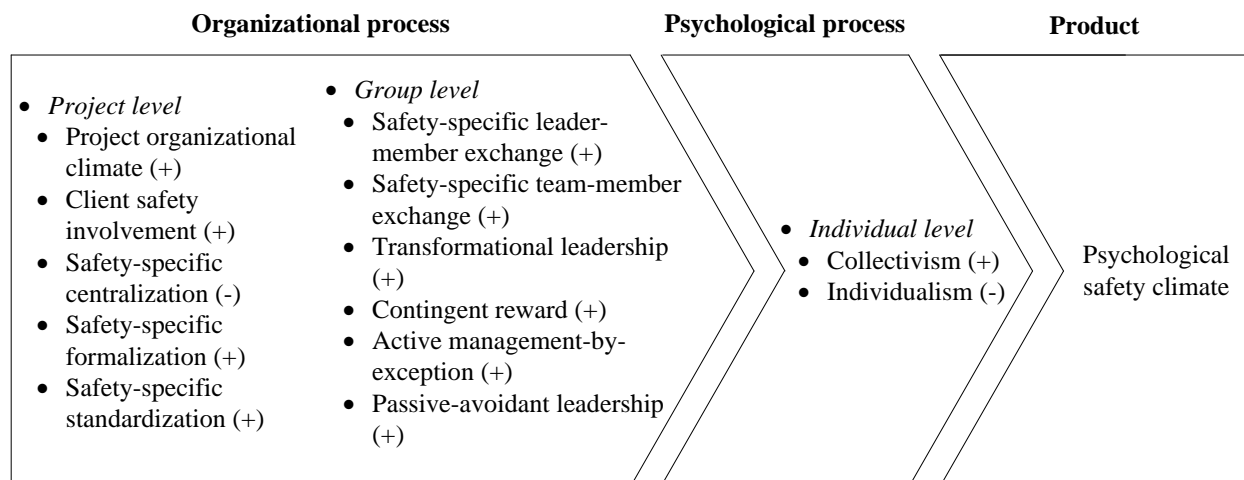 Organizational process
Psychological process
Product
• Project level
• Project organizational
climate (+)
• Client safety
involvement (+)
• Safety-specific
centralization (-)
• Safety-specific
formalization (+)
• Safety-specific
standardization (+)
• Group level
• Safety-specific leader-
member exchange (+)
• Safety-specific team-member
exchange (+)
• Transformational leadership
(+)
• Contingent reward (+)
• Active management-by-
exception (+)
• Passive-avoidant leadership
(+)
• Individual level
• Collectivism (+)
• Individualism (-)
Psychological
safety climate